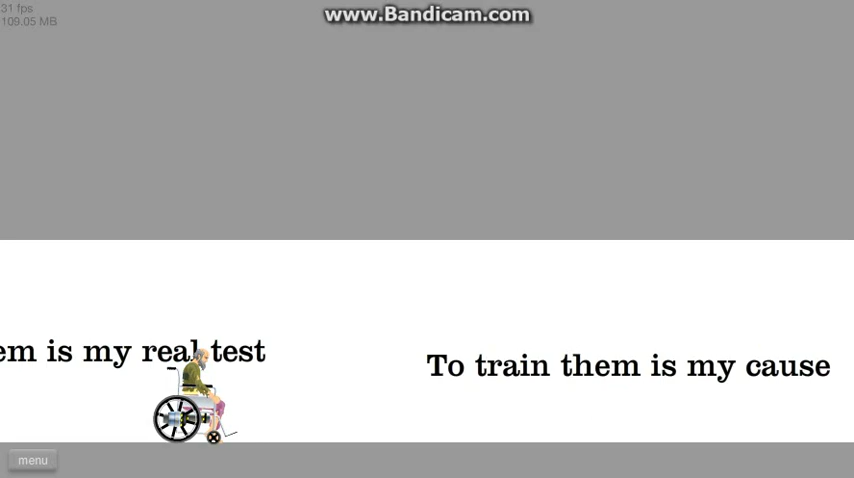 31 fps
109.05 MB
www.Bandicam.com
em is my real test
To train them is my cause
menu